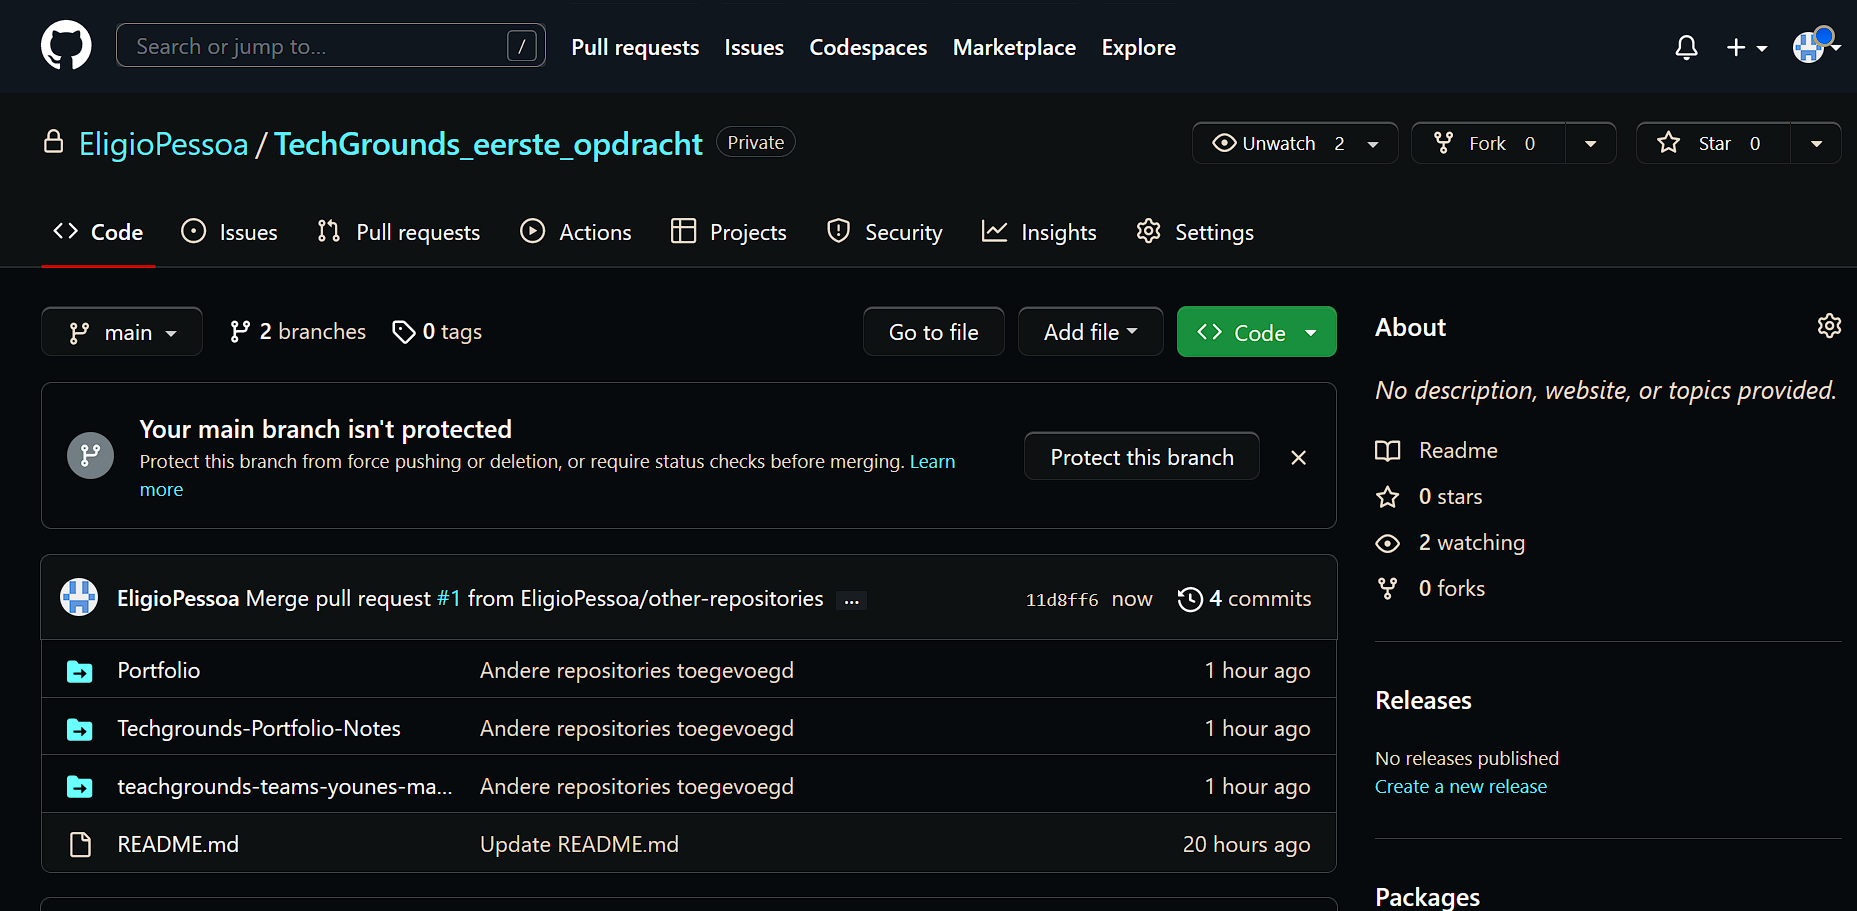 Search or jump to... /
Pull requests Issues Codespaces Marketplace Explore
EligioPessoa / TechGrounds_eerste_opdracht Private
Unwatch 2 Fork 0 Star 0
Code Issues Pull requests Actions Projects Security Insights Settings
main 2 branches 0 tags Go to file Add file Code
Your main branch isn't protected
Protect this branch from force pushing or deletion, or require status checks before merging. Learn
more
Protect this branch
EligioPessoa Merge pull request #1 from EligioPessoa/other-repositories ... 11d8ff6 now 4 commits
Portfolio Andere repositories toegevoegd 1 hour ago
Techgrounds-Portfolio-Notes Andere repositories toegevoegd 1 hour ago
teachgrounds-teams-younes-ma... Andere repositories toegevoegd 1 hour ago
README.md Update README.md 20 hours ago
About
No description, website, or topics provided.
Readme
0 stars
2 watching
0 forks
Releases
No releases published
Create a new release
Packages